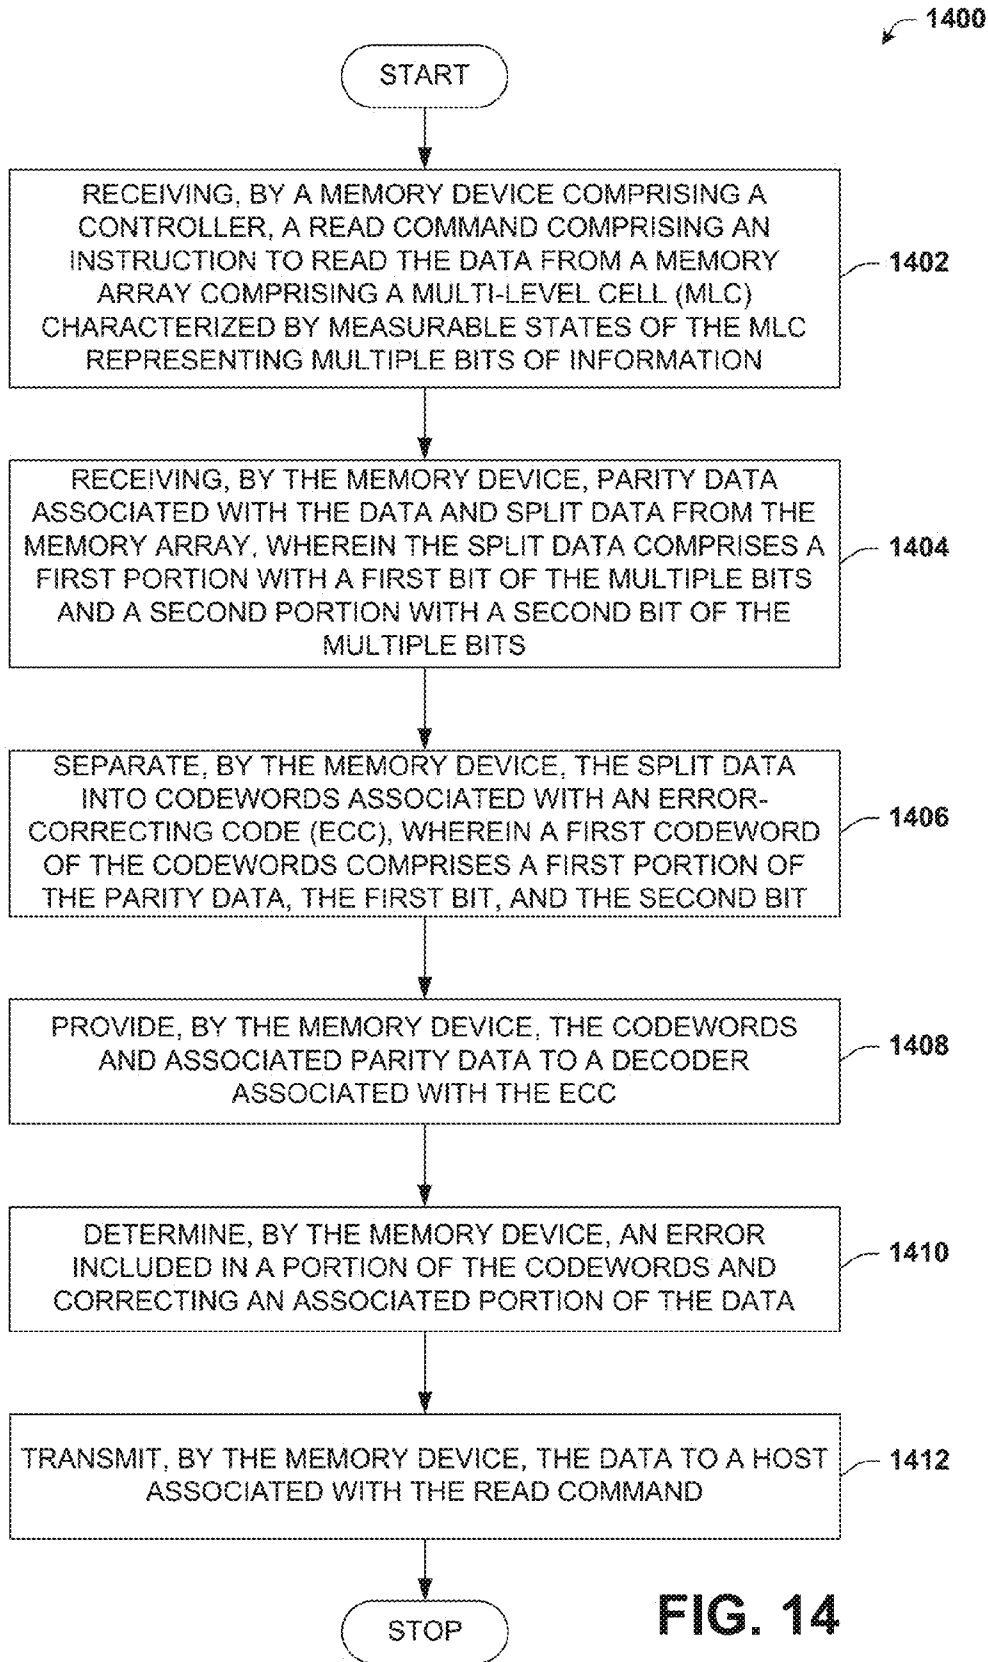 1400
START
RECEIVING, BY A MEMORY DEVICE COMPRISING A
CONTROLLER, A READ COMMAND COMPRISING AN
INSTRUCTION TO READ THE DATA FROM A MEMORY
ARRAY COMPRISING A MULTI-LEVEL CELL (MLC)
CHARACTERIZED BY MEASURABLE STATES OF THE MLC
REPRESENTING MULTIPLE BITS OF INFORMATION
1402
RECEIVING, BY THE MEMORY DEVICE, PARITY DATA
ASSOCIATED WITH THE DATA AND SPLIT DATA FROM THE
MEMORY ARRAY, WHEREIN THE SPLIT DATA COMPRISES A
FIRST PORTION WITH A FIRST BIT OF THE MULTIPLE BITS
AND A SECOND PORTION WITH A SECOND BIT OF THE
MULTIPLE BITS
1404
SEPARATE, BY THE MEMORY DEVICE, THE SPLIT DATA
INTO CODEWORDS ASSOCIATED WITH AN ERROR-
CORRECTING CODE (ECC), WHEREIN A FIRST CODEWORD
OF THE CODEWORDS COMPRISES A FIRST PORTION OF
THE PARITY DATA, THE FIRST BIT, AND THE SECOND BIT
1406
PROVIDE, BY THE MEMORY DEVICE, THE CODEWORDS
AND ASSOCIATED PARITY DATA TO A DECODER
ASSOCIATED WITH THE ECC
1408
DETERMINE, BY THE MEMORY DEVICE, AN ERROR
INCLUDED IN A PORTION OF THE CODEWORDS AND
CORRECTING AN ASSOCIATED PORTION OF THE DATA
1410
TRANSMIT, BY THE MEMORY DEVICE, THE DATA TO A HOST
ASSOCIATED WITH THE READ COMMAND
1412
STOP
FIG. 14